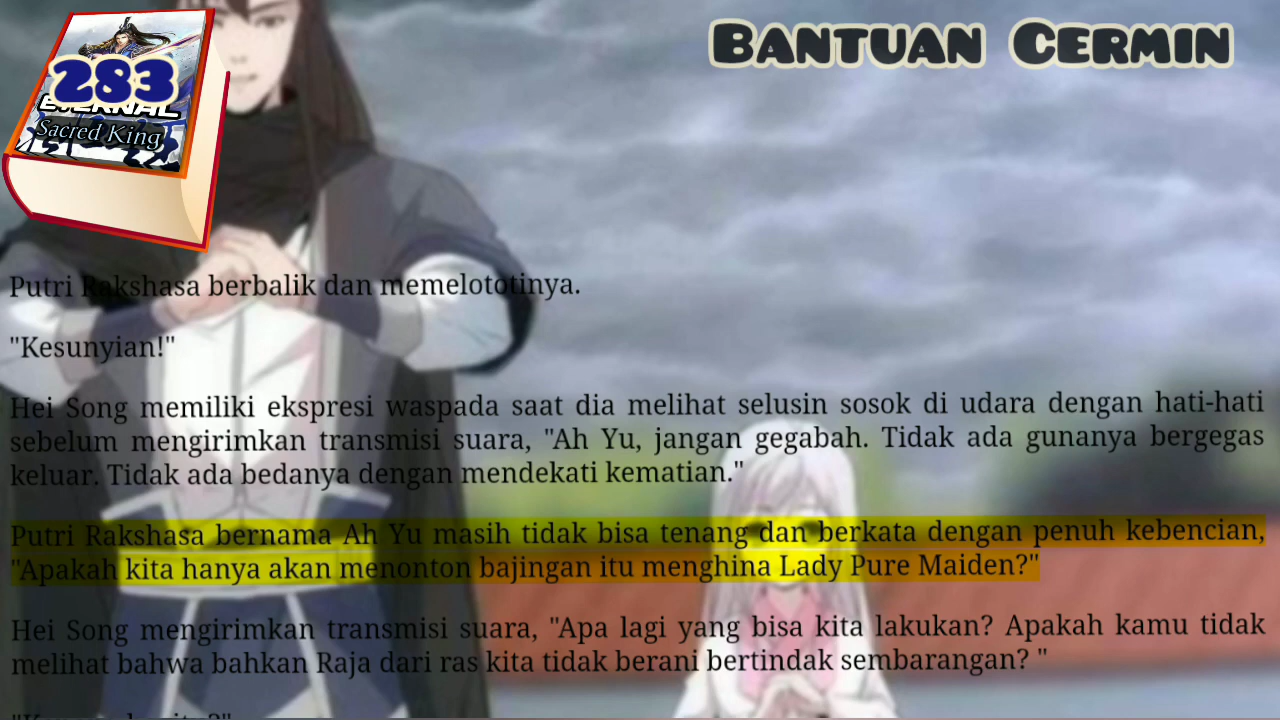 Bantuan Cermin
283
ETERNAL
Sacred King
Putri Rakshasa berbalik dan memelototinya.
"Kesunyian!"
Hei Song memiliki ekspresi waspada saat dia melihat selusin sosok di udara dengan hati-hati
sebelum mengirimkan transmisi suara, "Ah Yu, jangan gegabah. Tidak ada gunanya bergegas
keluar. Tidak ada bedanya dengan mendekati kematian."
Putri Rakshasa bernama Ah Yu masih tidak bisa tenang dan berkata dengan penuh kebencian,
"Apakah kita hanya akan menonton bajingan itu menghina Lady Pure Maiden?"
Hei Song mengirimkan transmisi suara, "Apa lagi yang bisa kita lakukan? Apakah kamu tidak
melihat bahwa bahkan Raja dari ras kita tidak berani bertindak sembarangan? "